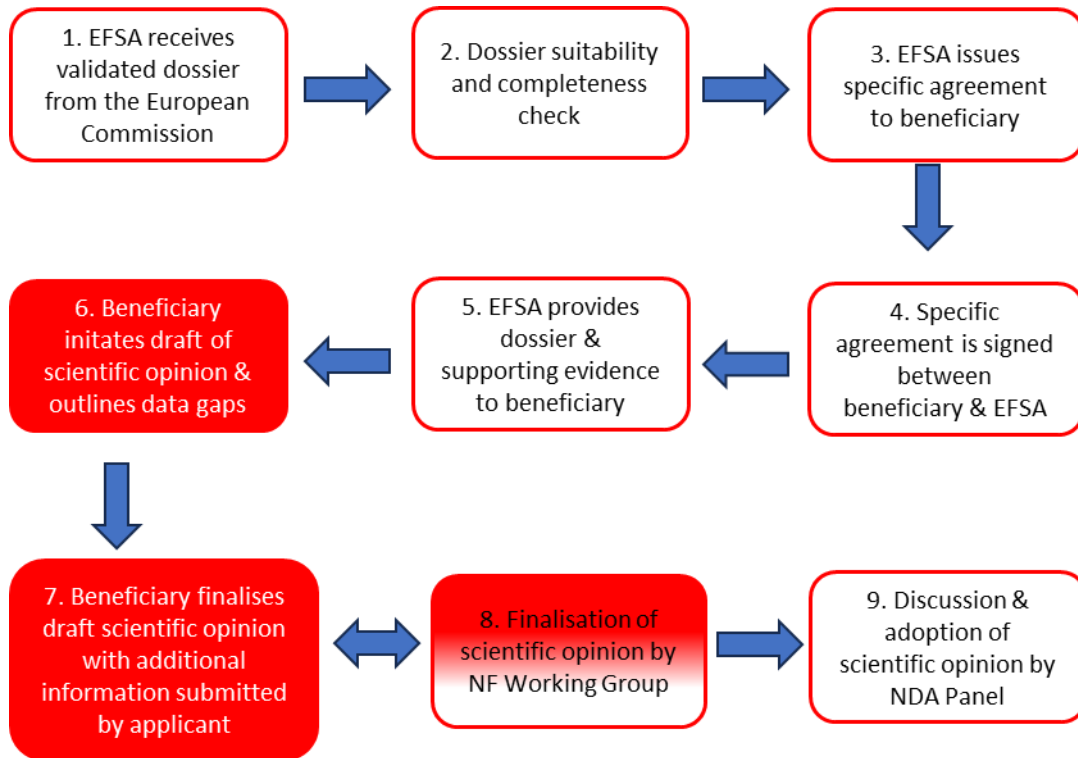 1. EFSA receives
validated dossier
from the European
Commission
2. Dossier suitability
and completeness
check
3. EFSA issues
specific agreement
to beneficiary
4. Specific
agreement is signed
between
beneficiary & EFSA
5. EFSA provides
dossier &
supporting evidence
to beneficiary
6. Beneficiary
initates draft of
scientific opinion &
outlines data gaps
7. Beneficiary finalises
draft scientific opinion
with additional
information submitted
by applicant
8. Finalisation of
scientific opinion by
NF Working Group
9. Discussion &
adoption of
scientific opinion by
NDA Panel